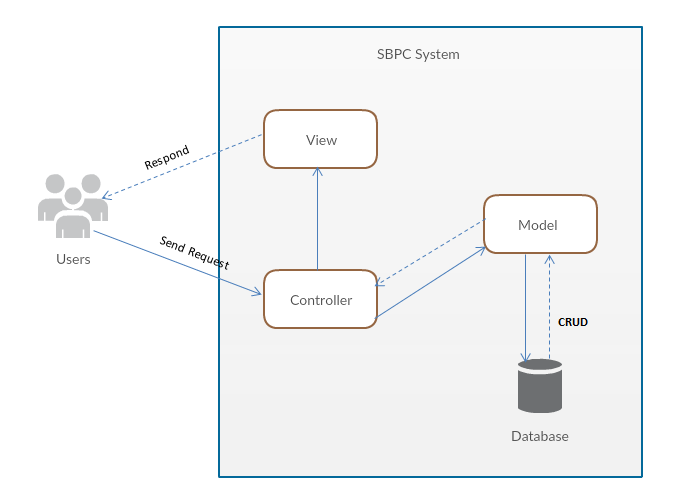 SBPC System
View
Respond
Users
Send Request
Controller
Model
CRUD
Database